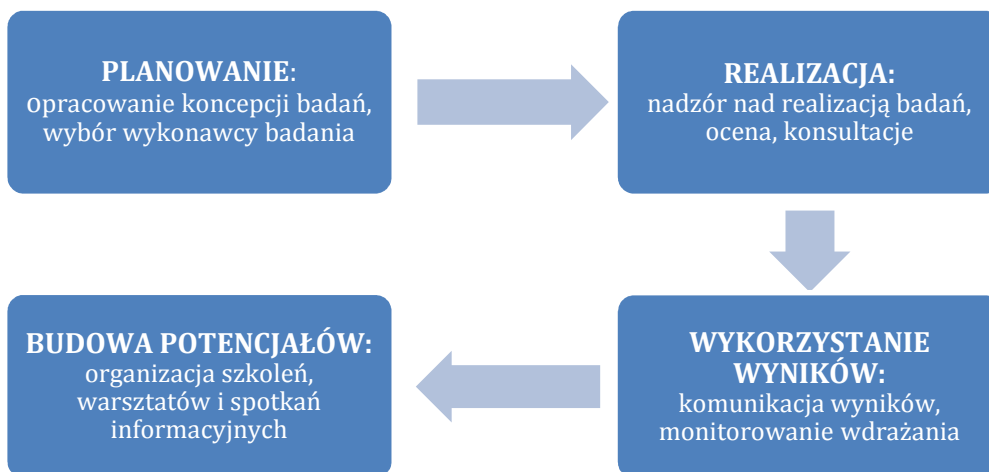 PLANOWANIE:
opracowanie koncepcji badań,
wybór wykonawcy badania
REALIZACJA:
nadzór nad realizacją badań,
ocena, konsultacje
WYKORZYSTANIE
WYNIKÓW:
komunikacja wyników,
monitorowanie wdrażania
BUDOWA POTENCJAŁÓW:
organizacja szkoleń,
warsztatów i spotkań
informacyjnych